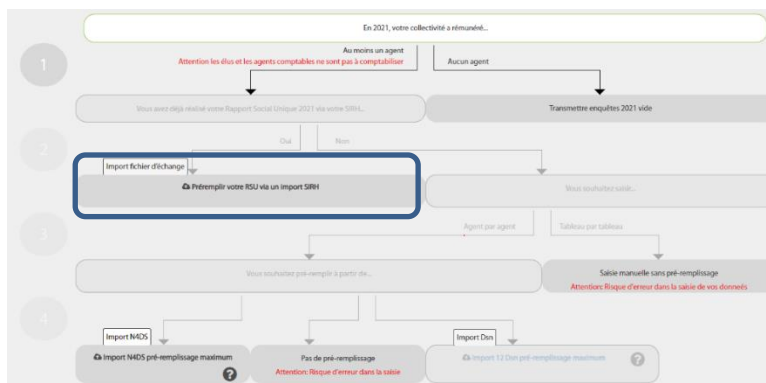 En 2021, votre collectivité a rémunéré...
Au moins un agent
Attention les élus et les agents comptables ne sont pas à comptabiliser
Aucun agent
1
Vous avez déjà réalisé votre Rapport Social Unique 2021 via votre SIRH...
Transmettre enquêtes 2021 vide
2
Oui
Non
Import fichier d'échange
Préremplir votre RSU via un import SIRH
Vous souhaitez saisir...
3
Agent par agent
Tableau par tableau
Vous souhaitez pré-remplir à partir de...
Saisie manuelle sans pré-remplissage
Attention: Risque d'erreur dans la saisie de vos données
4
Import N4DS
Import Dsn
Import N4DS pré-remplissage maximum
?
Pas de pré-remplissage
Attention: Risque d'erreur dans la saisie
Import 12 Dsn pré-remplissage maximum
?